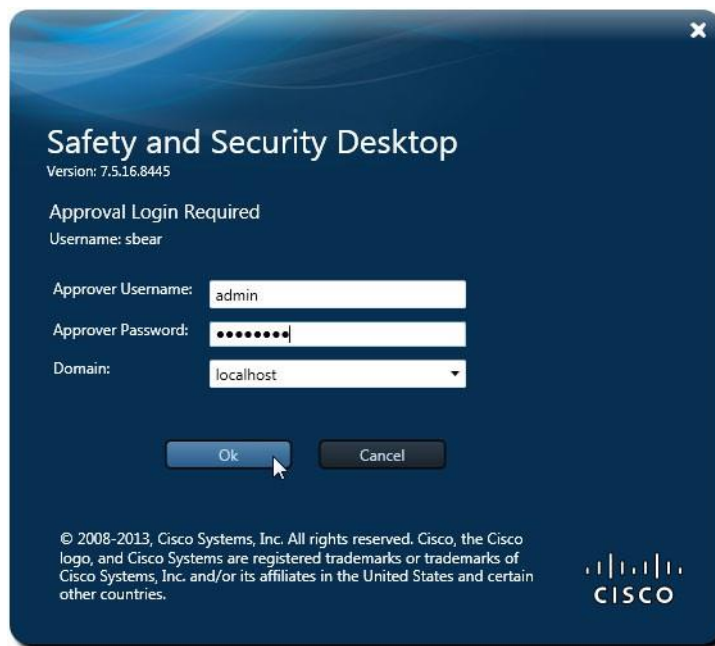 Safety and Security Desktop
Version: 7.5.16.8445
Approval Login Required
Username: sbear
Approver Username:
admin
Approver Password:
●●●●●●●●
Domain:
localhost
Ok
Cancel
© 2008-2013, Cisco Systems, Inc. All rights reserved. Cisco, the Cisco
logo, and Cisco Systems are registered trademarks or trademarks of
Cisco Systems, Inc. and/or its affiliates in the United States and certain
other countries.
CISCO